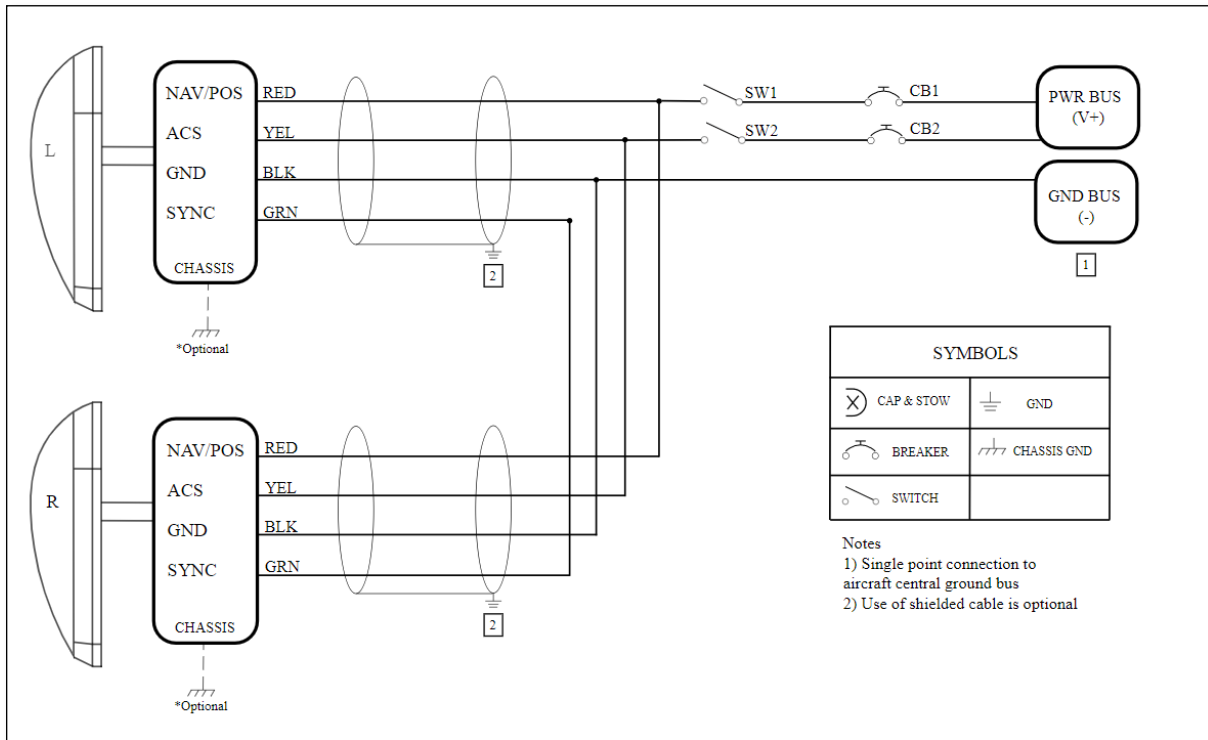 L
NAV/POS RED
ACS YEL
GND BLK
SYNC GRN
CHASSIS
*Optional
2
SW1 CB1
SW2 CB2
PWR BUS
(V+)
GND BUS
(-)
1
R
NAV/POS RED
ACS YEL
GND BLK
SYNC GRN
CHASSIS
*Optional
2
SYMBOLS
CAP & STOW GND
BREAKER CHASSIS GND
SWITCH
Notes
1) Single point connection to
aircraft central ground bus
2) Use of shielded cable is optional